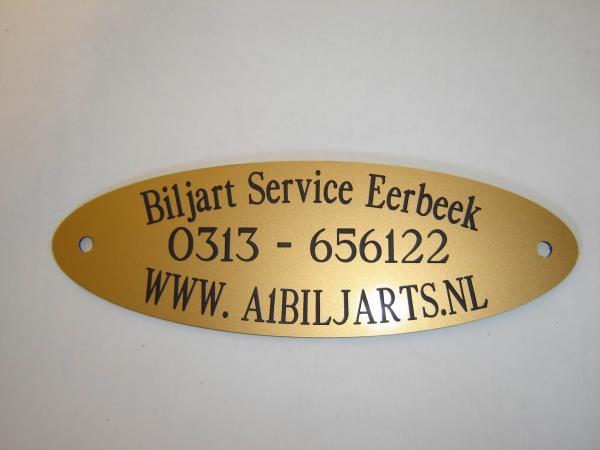 Biljart Service Eerbeek
0313 - 656122
WWW. A1BILJARTS.NL